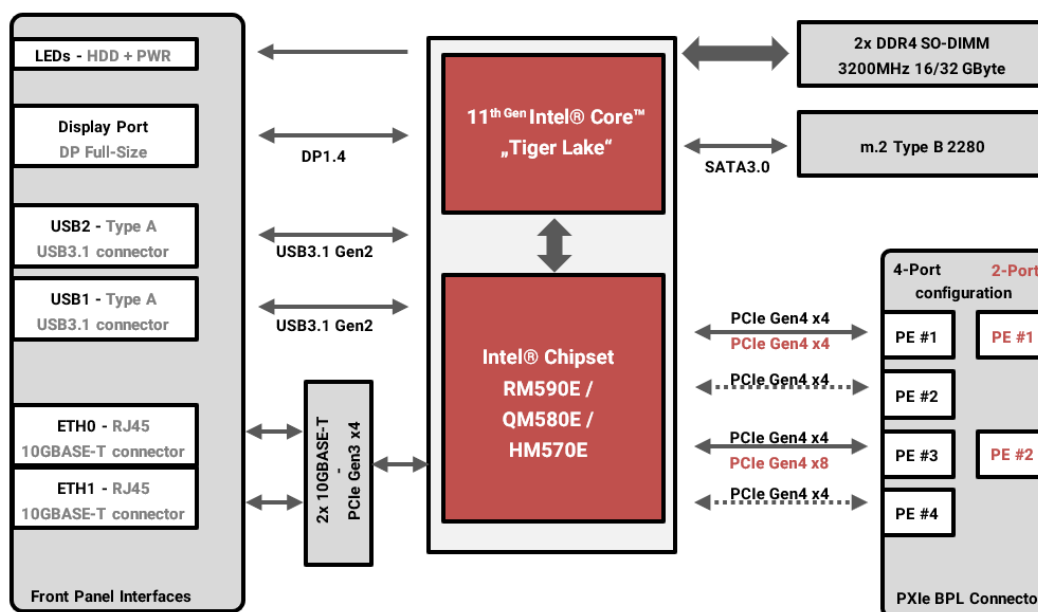 LEDs - HDD + PWR
Display Port
DP Full-Size
USB2 - Type A
USB3.1 connector
USB1 - Type A
USB3.1 connector
ETH0 - RJ45
10GBASE-T connector
ETH1 - RJ45
10GBASE-T connector
Front Panel Interfaces
DP1.4
USB3.1 Gen2
USB3.1 Gen2
2x 10GBASE-T
-
PCIe Gen3 x4
11th Gen Intel® Core™
„Tiger Lake“
Intel® Chipset
RM590E /
QM580E /
HM570E
2x DDR4 SO-DIMM
3200MHz 16/32 GByte
SATA3.0
m.2 Type B 2280
4-Port 2-Port
configuration
PCIe Gen4 x4
PCIe Gen4 x4
PE #1 PE #1
PCIe Gen4 x4
PE #2
PCIe Gen4 x4
PCIe Gen4 x8
PE #3 PE #2
PCIe Gen4 x4
PE #4
PXIe BPL Connecto